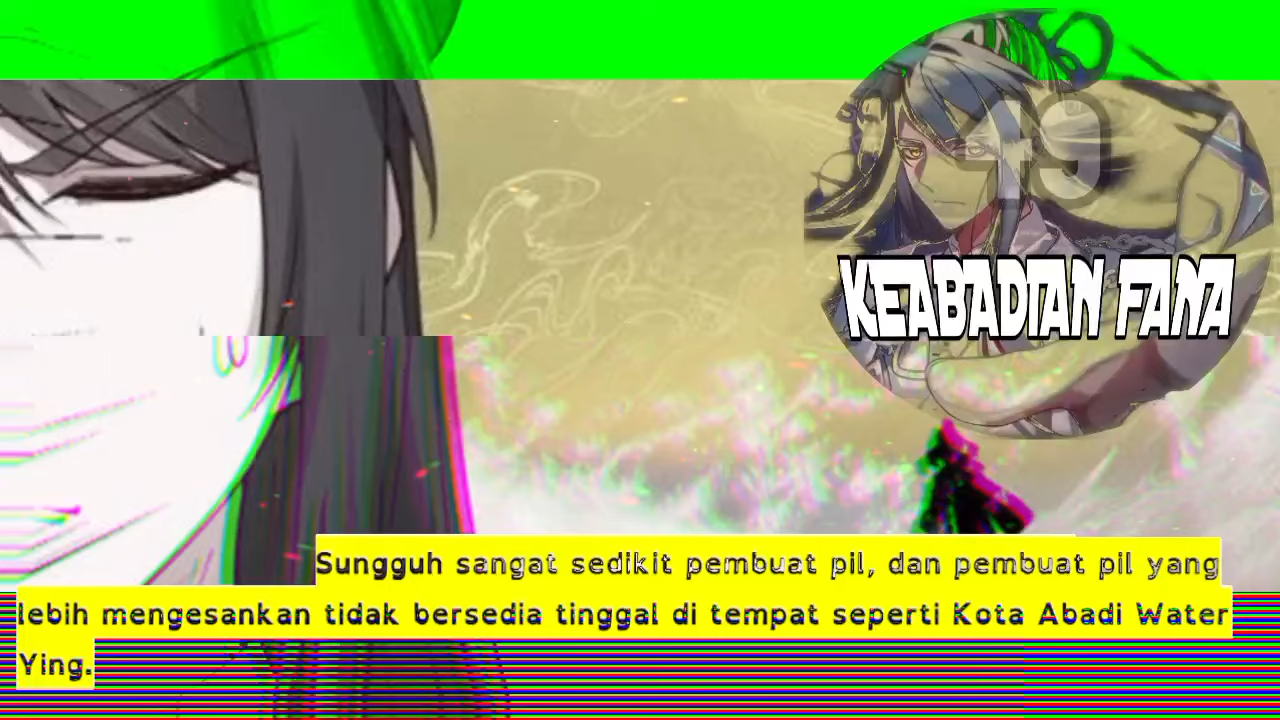 49
KEABADIAN FANA
Sungguh sangat sedikit pembuat pil, dan pembuat pil yang
lebih mengesankan tidak bersedia tinggal di tempat seperti Kota Abadi Water
Ying.